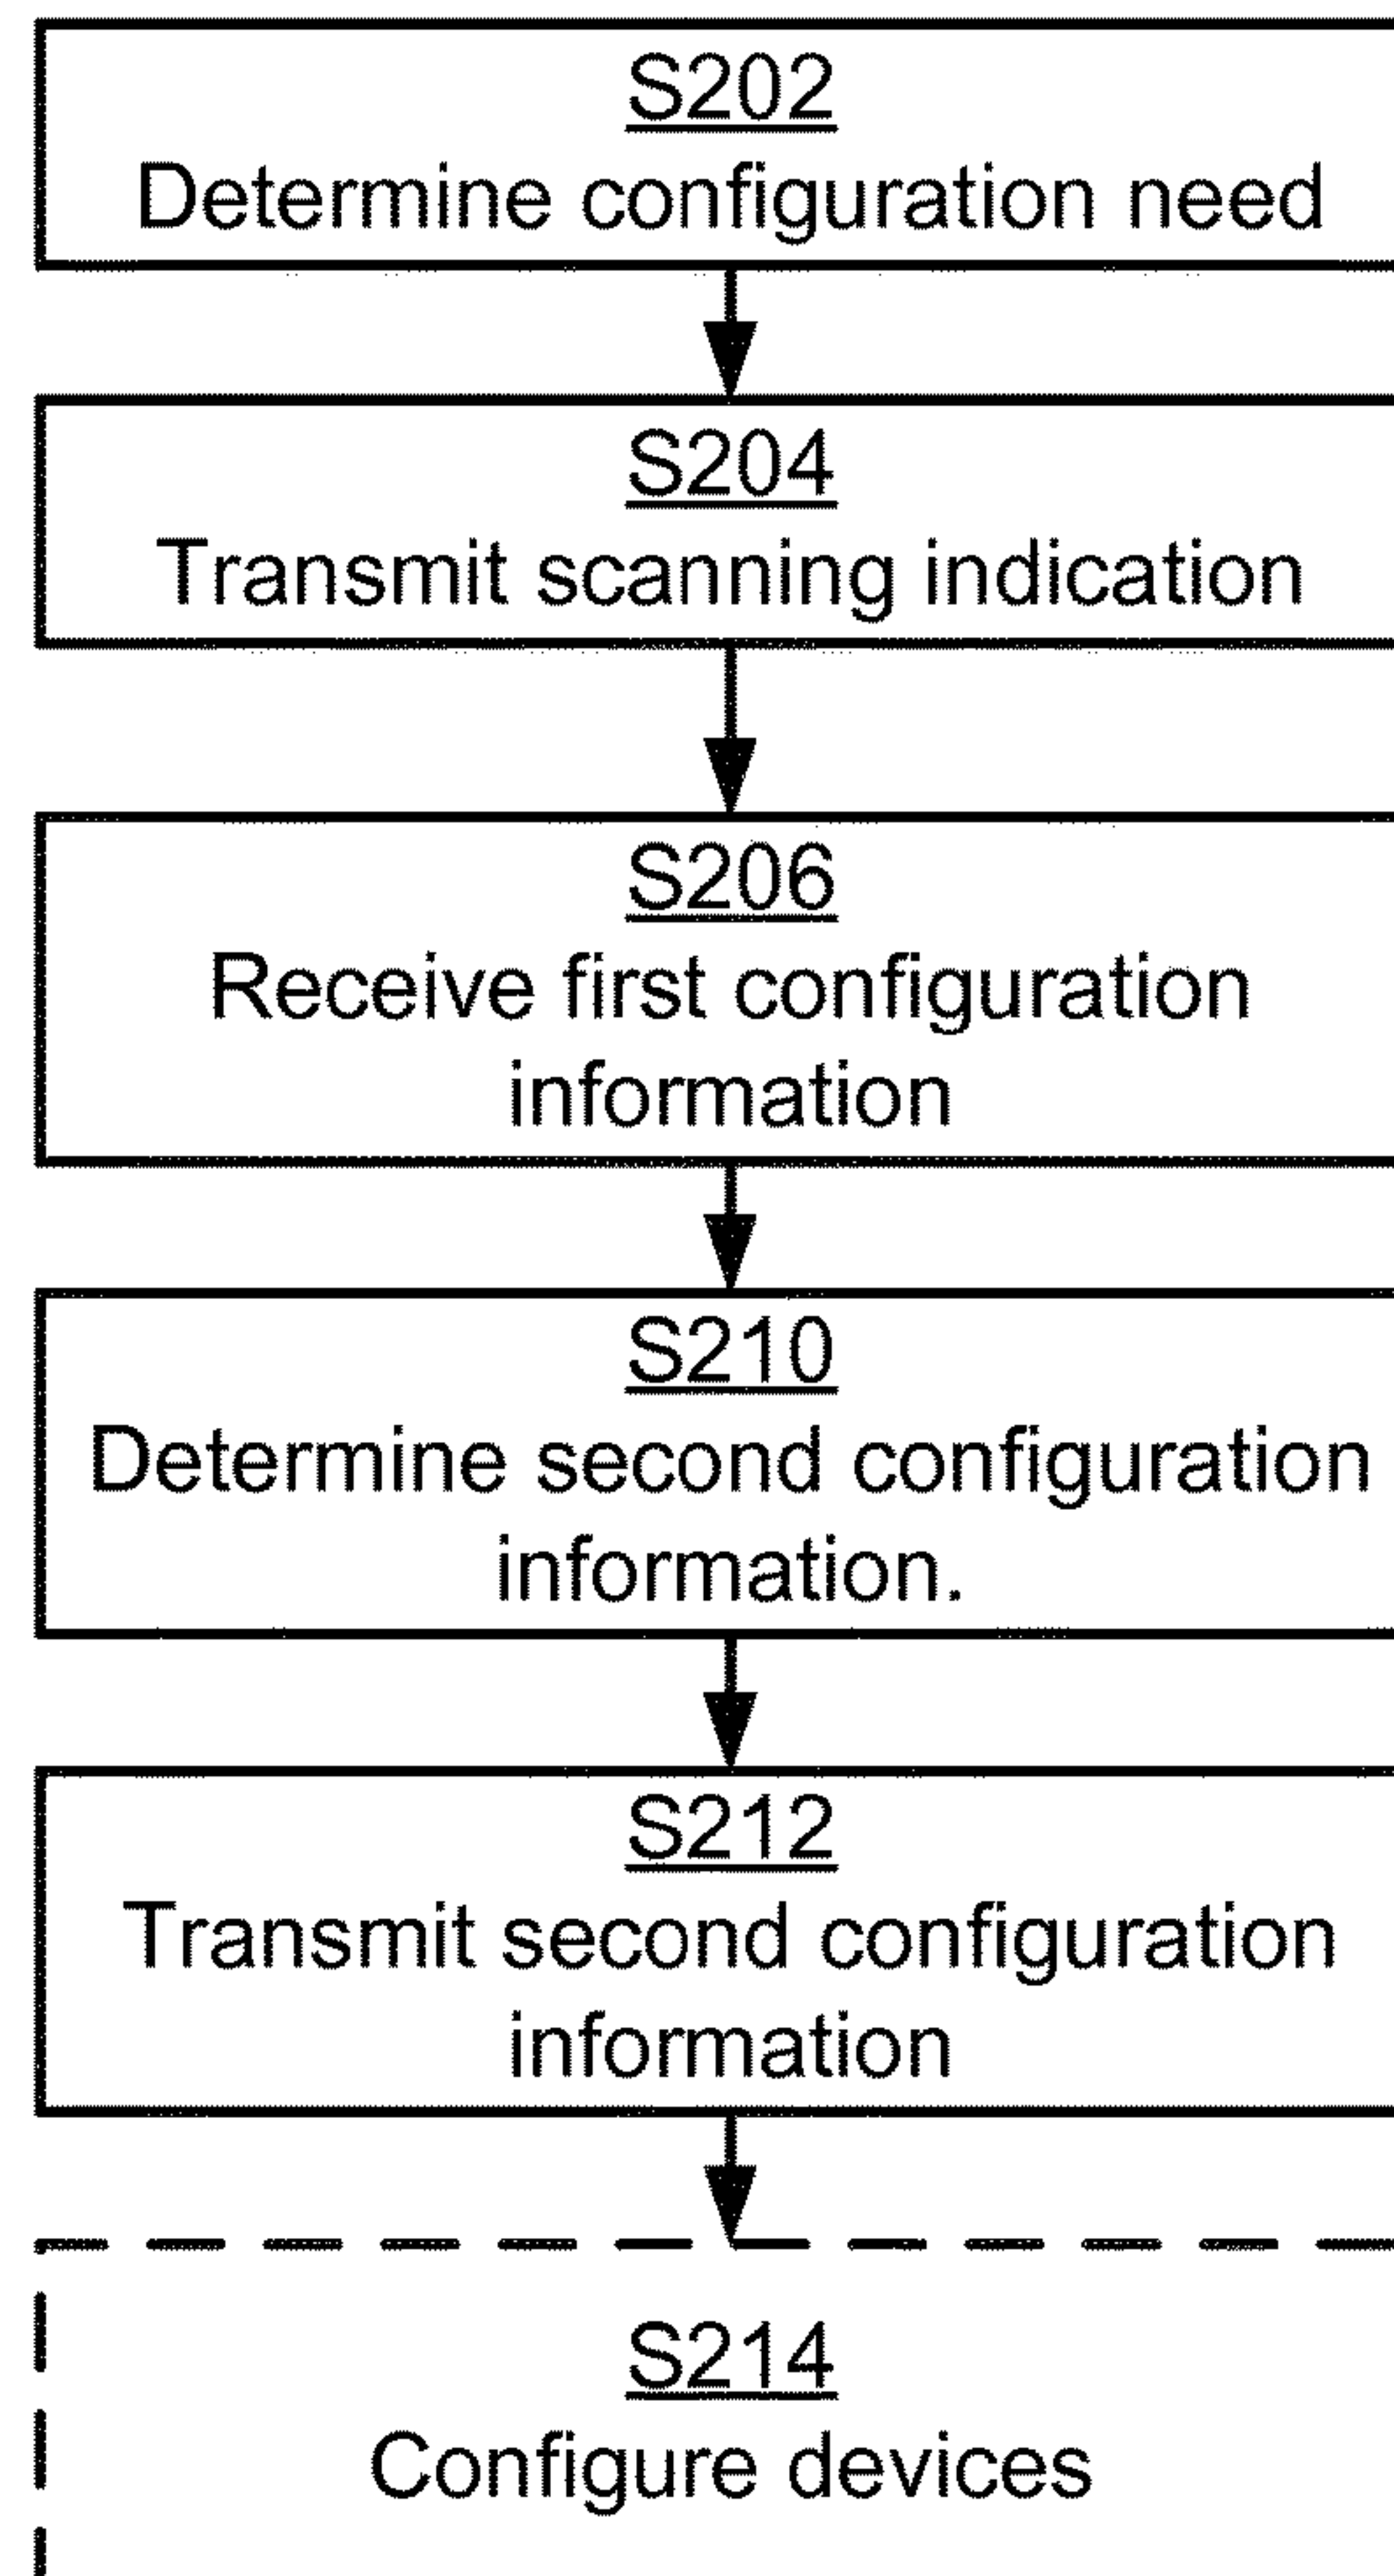 S202
Determine configuration need
S204
Transmit scanning indication
S206
Receive first configuration
information
S210
Determine second configuration
information.
S212
Transmit second configuration
information
S214
Configure devices